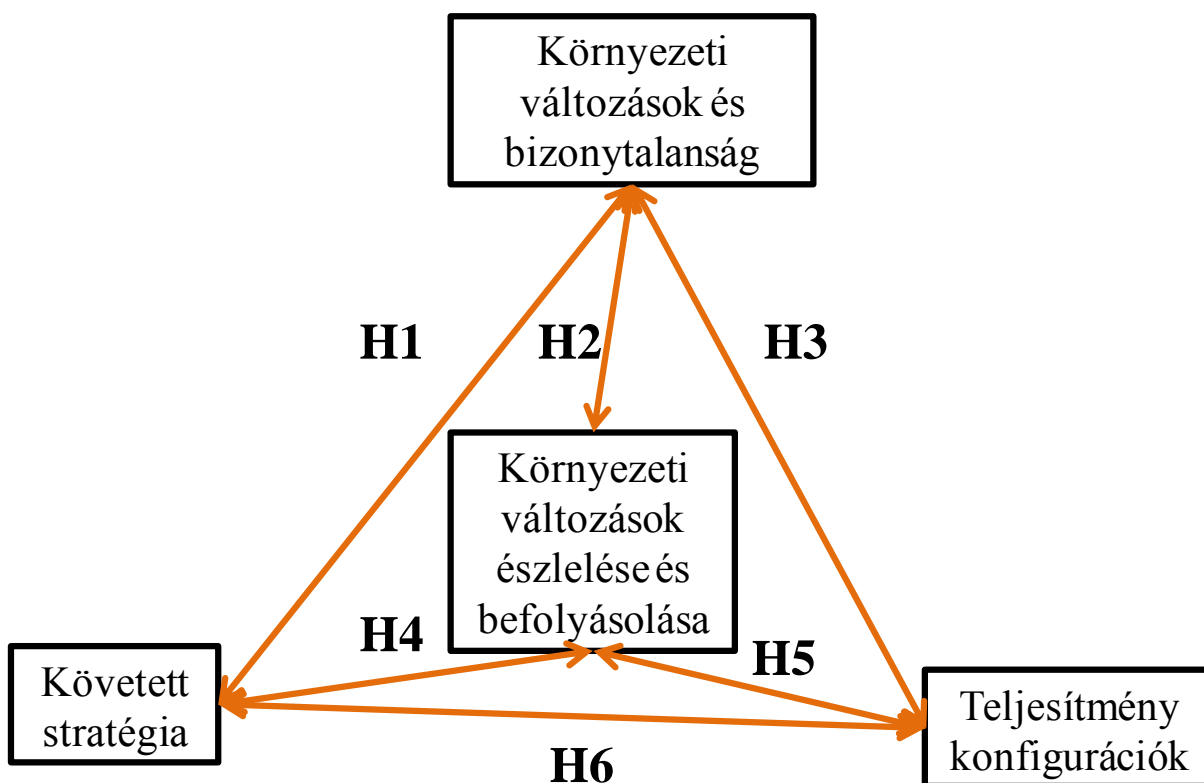 Környezeti
változások és
bizonytalanság
H1
H2
H3
Környezeti
változások
észlelése és
befolyásolása
H4
H5
Követett
stratégia
Teljesítmény
konfigurációk
H6